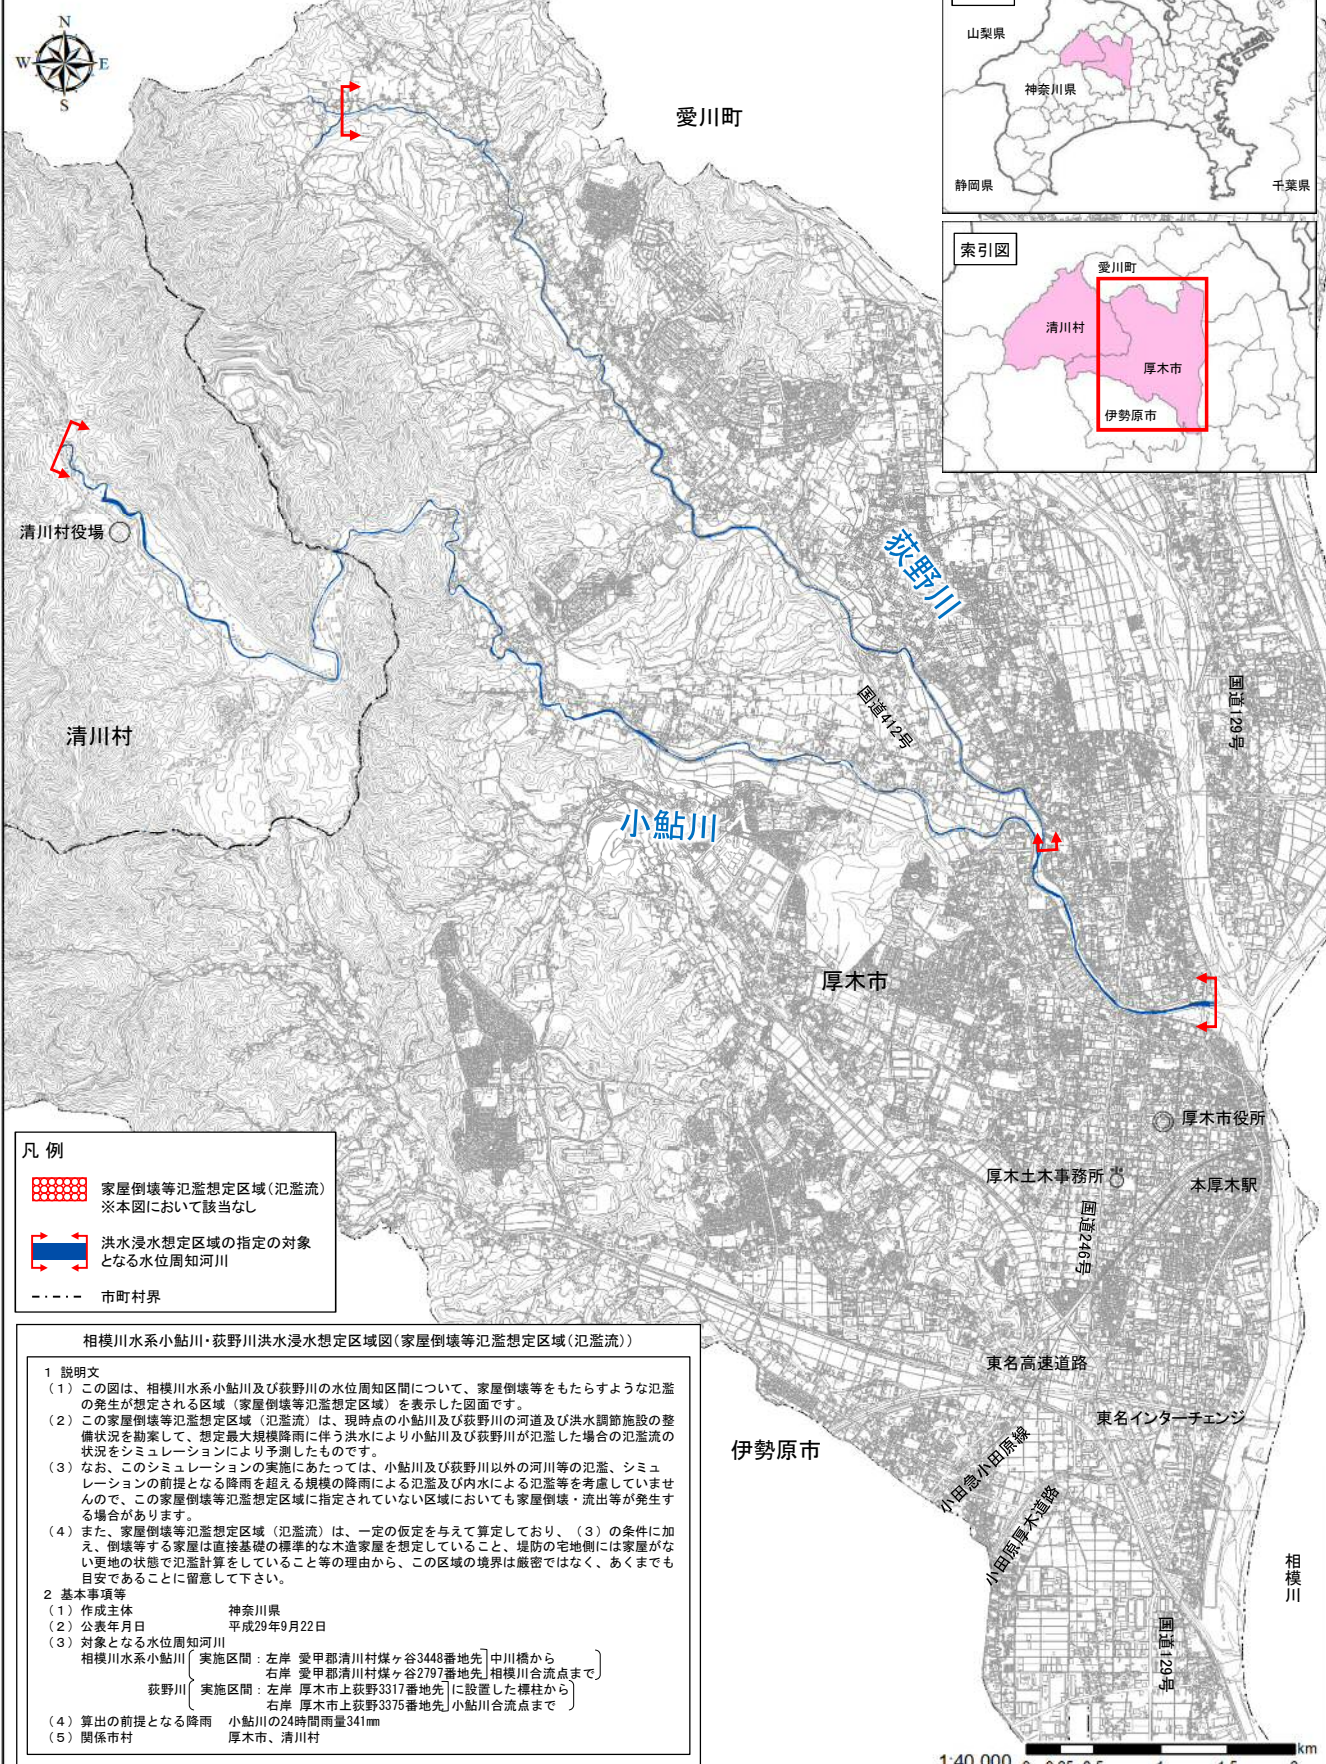 N
W E
S
愛川町
山梨県
神奈川県
静岡県
千葉県
索引図
愛川町
清川村
厚木市
伊勢原市
清川村役場
清川村
荻野川
国道412号
国道129号
小鮎川
厚木市
厚木市役所
厚木土木事務所
本厚木駅
国道246号
東名高速道路
東名インターチェンジ
伊勢原市
小田急小田原線
小田原厚木道路
相模川
国道129号
凡 例
家屋倒壊等氾濫想定区域(氾濫流)
※本図において該当なし
洪水浸水想定区域の指定の対象
となる水位周知河川
市町村界
相模川水系小鮎川・荻野川洪水浸水想定区域図(家屋倒壊等氾濫想定区域(氾濫流))
1 説明文
(1) この図は、相模川水系小鮎川及び荻野川の水位周知区間について、家屋倒壊等をもたらすような氾濫
の発生が想定される区域(家屋倒壊等氾濫想定区域)を表示した図面です。
(2) この家屋倒壊等氾濫想定区域(氾濫流)は、現時点の小鮎川及び荻野川の河道及び洪水調節施設の整
備状況を勘案して、想定最大規模降雨に伴う洪水により小鮎川及び荻野川が氾濫した場合の氾濫流の
状況をシミュレーションにより予測したものです。
(3) なお、このシミュレーションの実施にあたっては、小鮎川及び荻野川以外の河川等の氾濫、シミュ
レーションの前提となる降雨を超える規模の降雨による氾濫及び内水による氾濫等を考慮していませ
んので、この家屋倒壊等氾濫想定区域に指定されていない区域においても家屋倒壊・流出等が発生す
る場合があります。
(4) また、家屋倒壊等氾濫想定区域(氾濫流)は、一定の仮定を与えて算定しており、(3)の条件に加
え、倒壊等する家屋は直接基礎の標準的な木造家屋を想定していること、堤防の宅地側には家屋がな
い更地の状態で氾濫計算をしていること等の理由から、この区域の境界は厳密ではなく、あくまでも
目安であることに留意して下さい。
2 基本事項等
(1) 作成主体 神奈川県
(2) 公表年月日 平成29年9月22日
(3) 対象となる水位周知河川
相模川水系小鮎川 実施区間:左岸 愛甲郡清川村煤ヶ谷3448番地先 中川橋から
右岸 愛甲郡清川村煤ヶ谷2797番地先 相模川合流点まで
荻野川 実施区間:左岸 厚木市上荻野3317番地先 に設置した標柱から
右岸 厚木市上荻野3375番地先 小鮎川合流点まで
(4) 算出の前提となる降雨 小鮎川の24時間雨量341mm
(5) 関係市村 厚木市、清川村
km
1:40,000